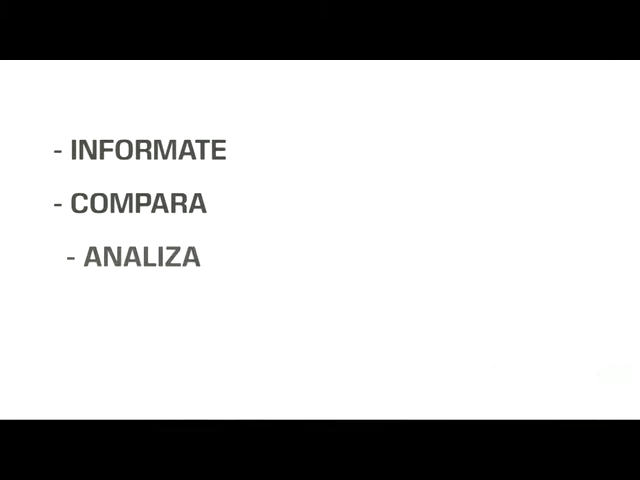 - INFORMATE
- COMPARA
- ANALIZA